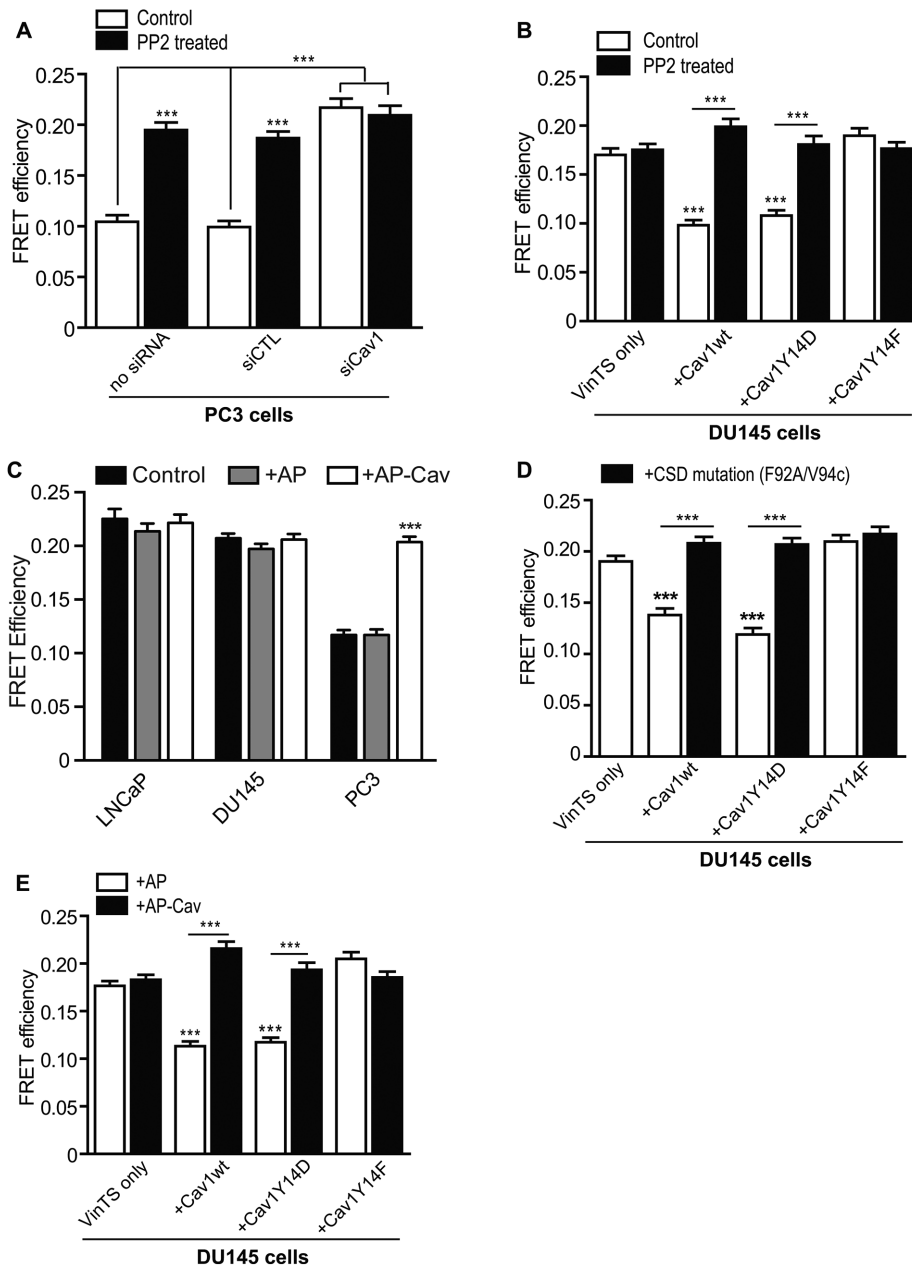 A
Control
PP2 treated
***
0.25
0.20
0.15
0.10
0.05
0
FRET efficiency
***
***
no siRNA
siCTL
siCav1
PC3 cells
B
Control
PP2 treated
0.25
0.20
0.15
0.10
0.05
0
FRET efficiency
***
***
***
***
VinTS only
+Cav1wt
+Cav1Y14D
+Cav1Y14F
DU145 cells
C
Control
+AP
+AP-Cav
0.25
0.20
0.15
0.10
0.05
0
FRET Efficiency
***
LNCaP
DU145
PC3
D
+CSD mutation (F92A/V94c)
0.25
0.20
0.15
0.10
0.05
0
FRET efficiency
***
***
***
***
VinTS only
+Cav1wt
+Cav1Y14D
+Cav1Y14F
DU145 cells
E
+AP
+AP-Cav
0.25
0.20
0.15
0.10
0.05
0
FRET efficiency
***
***
***
***
VinTS only
+Cav1wt
+Cav1Y14D
+Cav1Y14F
DU145 cells